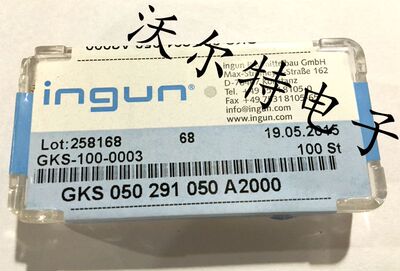 ingun
info@ingun.com
www.ingun.com
沃尔特电子
Lot:258168 68 19.05.2015
GKS-100-0003 100 St
GKS 050 291 050 A2000